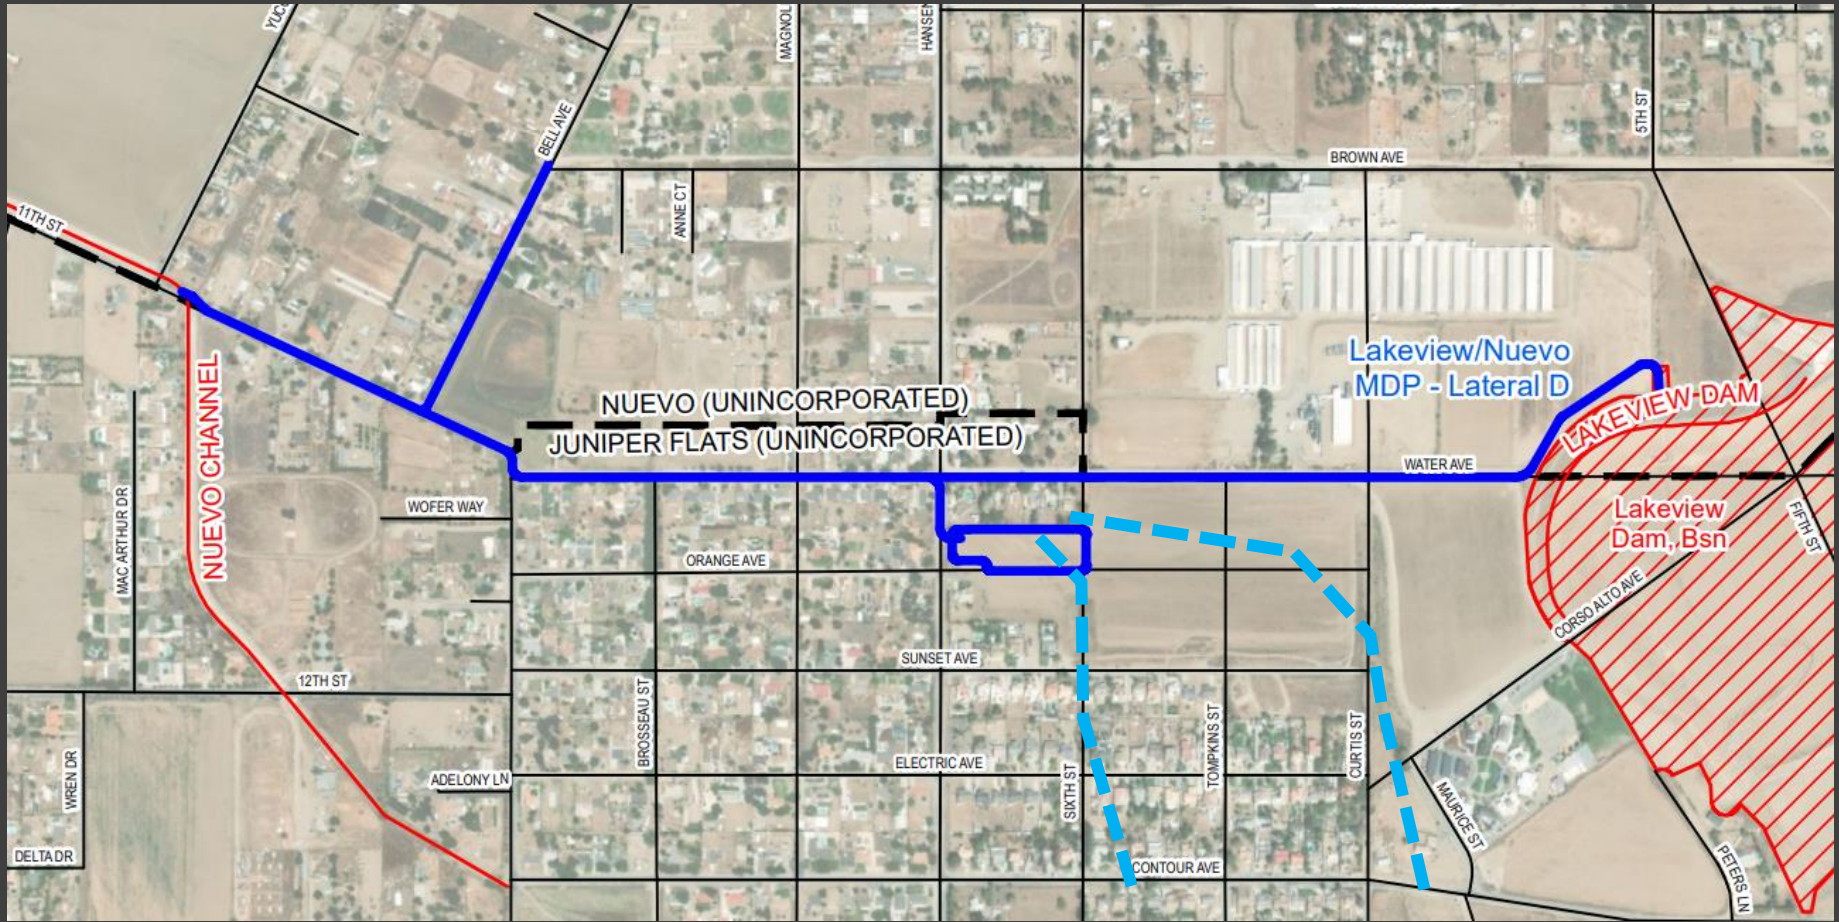 YUC
MAGNOL
HANSEN
BELL AVE
5TH ST
BROWN AVE
ANNE CT
11TH ST
Lakeview/Nuevo
MDP - Lateral D
NUEVO CHANNEL
NUEVO (UNINCORPORATED)
JUNIPER FLATS (UNINCORPORATED)
LAKEVIEW DAM
WATER AVE
MAC ARTHUR DR
WOFER WAY
Lakeview
Dam, Bsn
FIFTH ST
ORANGE AVE
CORSO ALTO AVE
SUNSET AVE
12TH ST
BROSSEAU ST
TOMPKINS ST
CURTIS ST
WREN DR
ADELONY LN
ELECTRIC AVE
SIXTH ST
MAURICE ST
DELTA DR
CONTOUR AVE
PETERS LN